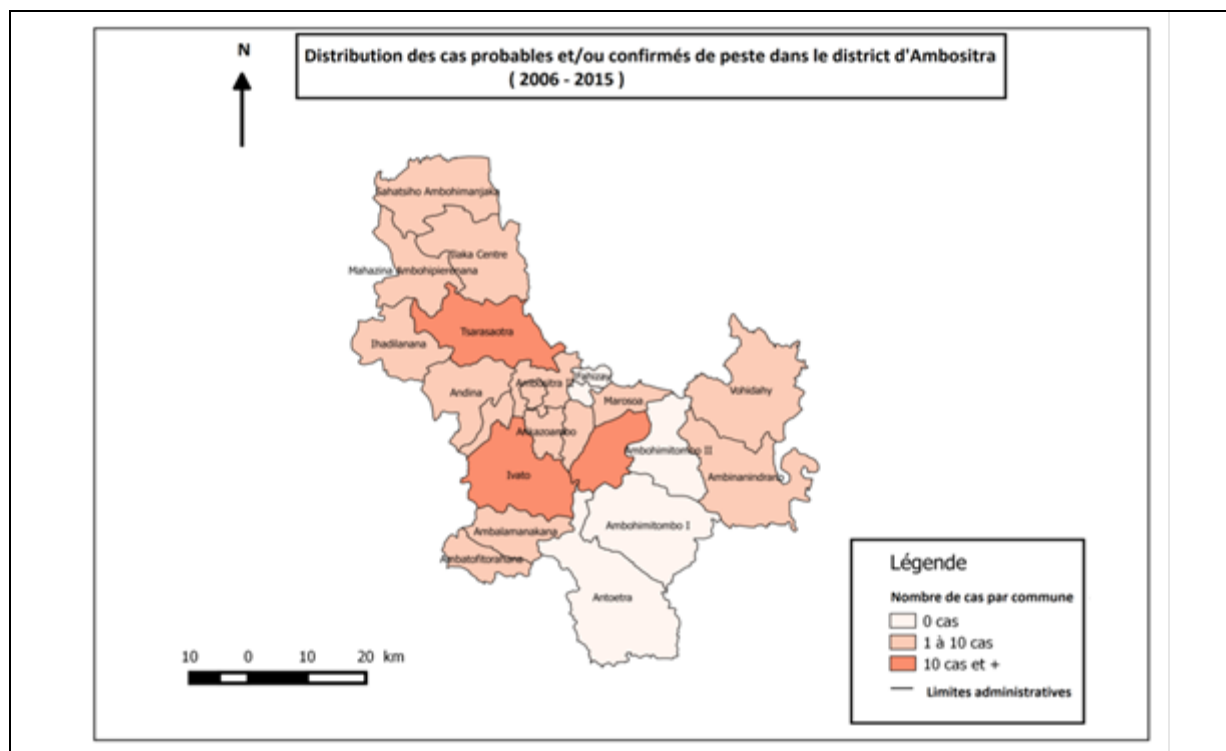 N
Distribution des cas probables et/ou confirmés de peste dans le district d'Ambositra
( 2006 - 2015 )
Sahatsiho Ambohimanjaka
Ilaka Centre
Mahazina Ambohipierenana
Tsarasaotra
Ihadilanana
Ambositra II
Fahizay
Andina
Marosoa
Vohidahy
Ankazoambo
Ambohimitombo II
Ivato
Ambinanindrano
Ambohimitombo I
Ambalamanakana
Ambatofitorahana
Antoetra
Légende
Nombre de cas par commune
0 cas
1 à 10 cas
10 cas et +
Limites administratives
10 0 10 20 km